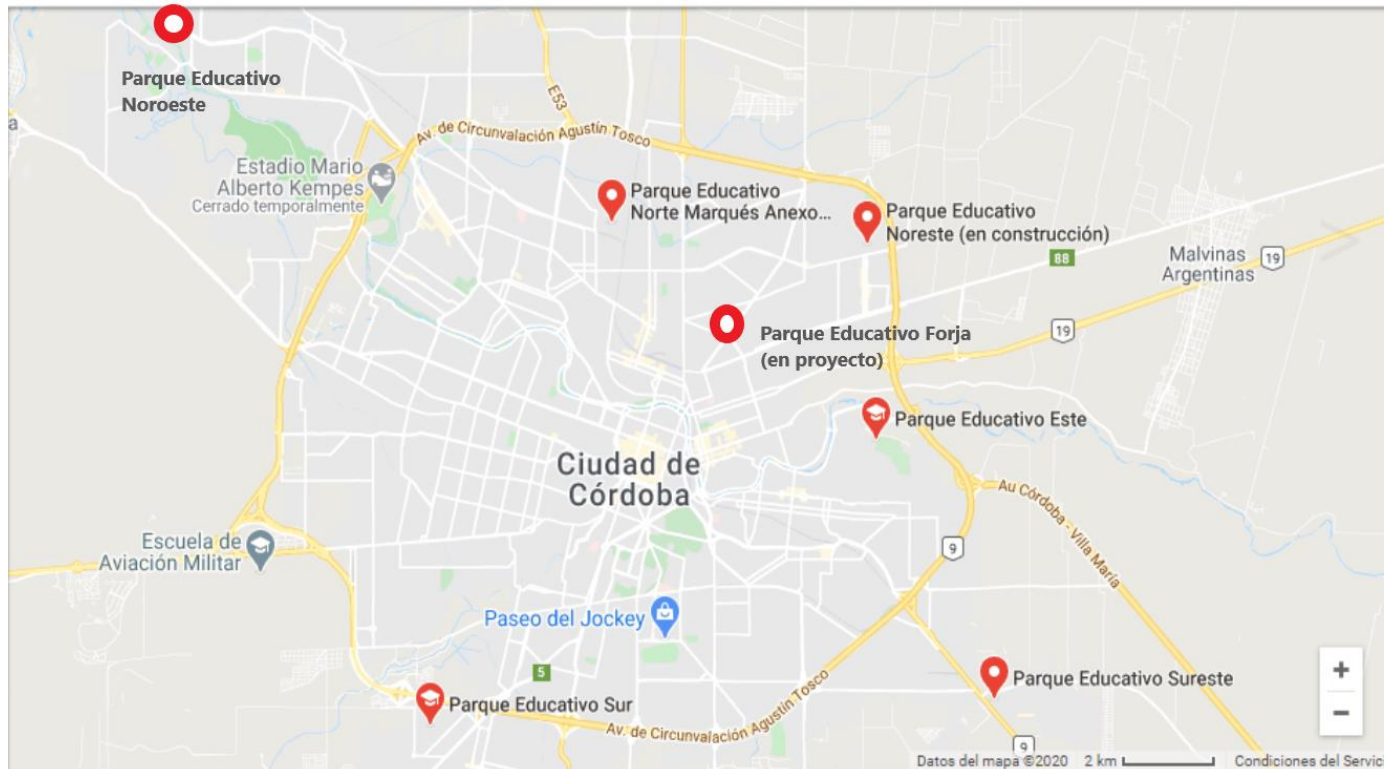 Parque Educativo
Noroeste
a
E53
Av. de Circunvalación Agustín Tosco
Estadio Mario
Alberto Kempes
Cerrado temporalmente
Parque Educativo
Norte Marqués Anexo...
Parque Educativo
Noreste (en construcción)
88
Malvinas
Argentinas
19
19
Parque Educativo Forja
(en proyecto)
Parque Educativo Este
Ciudad de
Córdoba
Au Córdoba - Villa María
Escuela de
Aviación Militar
9
Paseo del Jockey
5
Parque Educativo Sureste
Parque Educativo Sur
Av. de Circunvalación Agustín Tosco
9
+
−
Datos del mapa ©2020
2 km
Condiciones del Servici